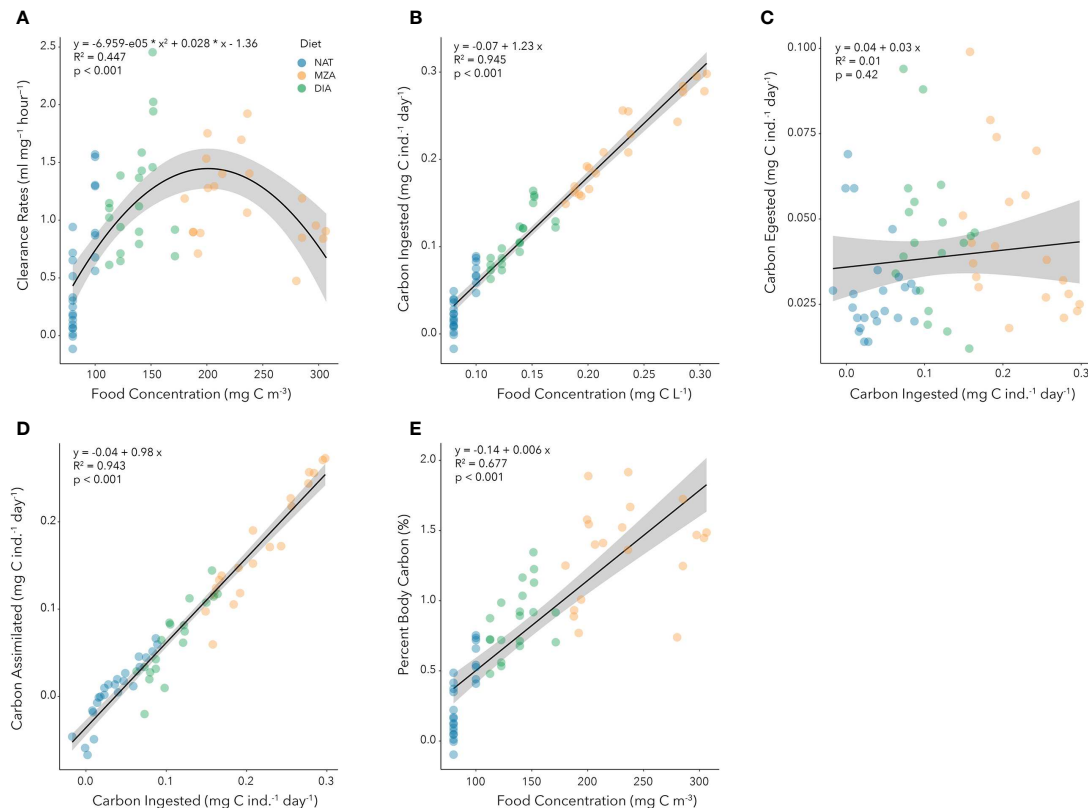 A
y = -6.959e-05 * x² + 0.028 * x - 1.36
R² = 0.447
p < 0.001
Diet
NAT
MZA
DIA
2.5
2.0
1.5
1.0
0.5
0.0
Clearance Rates (ml mg⁻¹ hour⁻¹)
100
150
200
250
300
Food Concentration (mg C m⁻³)
B
y = -0.07 + 1.23 x
R² = 0.945
p < 0.001
0.3
0.2
0.1
0.0
Carbon Ingested (mg C ind.⁻¹ day⁻¹)
0.10
0.15
0.20
0.25
0.30
Food Concentration (mg C L⁻¹)
C
y = 0.04 + 0.03 x
R² = 0.01
p = 0.42
0.100
0.075
0.050
0.025
Carbon Egested (mg C ind.⁻¹ day⁻¹)
0.0
0.1
0.2
0.3
Carbon Ingested (mg C ind.⁻¹ day⁻¹)
D
y = -0.04 + 0.98 x
R² = 0.943
p < 0.001
0.2
0.1
0.0
Carbon Assimilated (mg C ind.⁻¹ day⁻¹)
0.0
0.1
0.2
0.3
Carbon Ingested (mg C ind.⁻¹ day⁻¹)
E
y = -0.14 + 0.006 x
R² = 0.677
p < 0.001
2.0
1.5
1.0
0.5
0.0
Percent Body Carbon (%)
100
150
200
250
300
Food Concentration (mg C m⁻³)